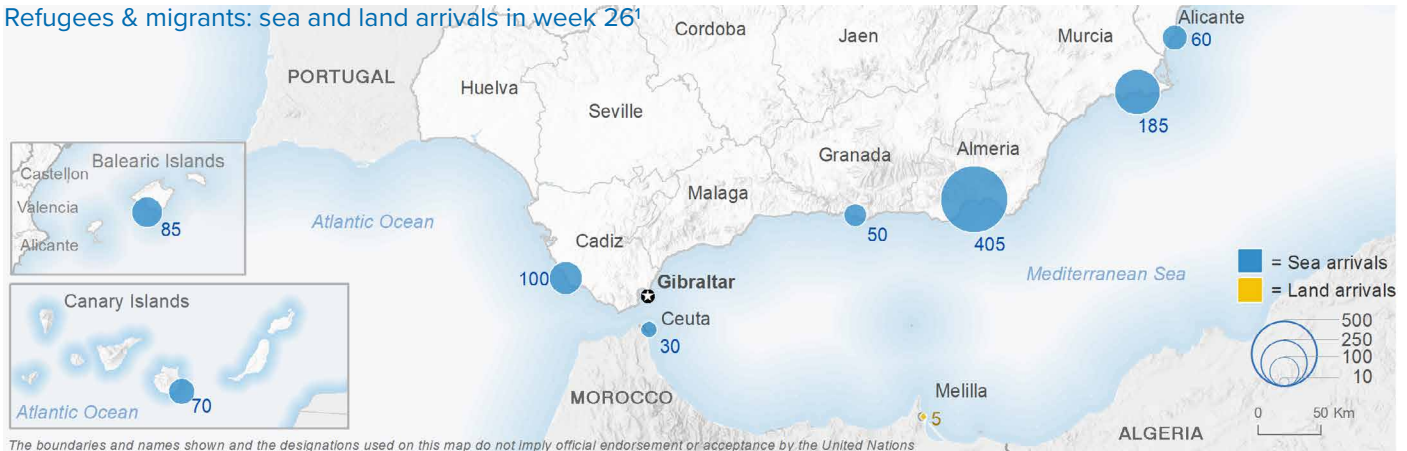 Refugees & migrants: sea and land arrivals in week 26¹
Alicante
60
Cordoba
Jaen
Murcia
PORTUGAL
Huelva
Seville
185
Granada
Almeria
Balearic Islands
Castellon
Valencia
Alicante
85
Malaga
Atlantic Ocean
Cadiz
50
405
100
Gibraltar
Mediterranean Sea
= Sea arrivals
= Land arrivals
Canary Islands
Ceuta
30
500
250
100
10
70
Atlantic Ocean
MOROCCO
Melilla
5
0 50 Km
ALGERIA
The boundaries and names shown and the designations used on this map do not imply official endorsement or acceptance by the United Nations